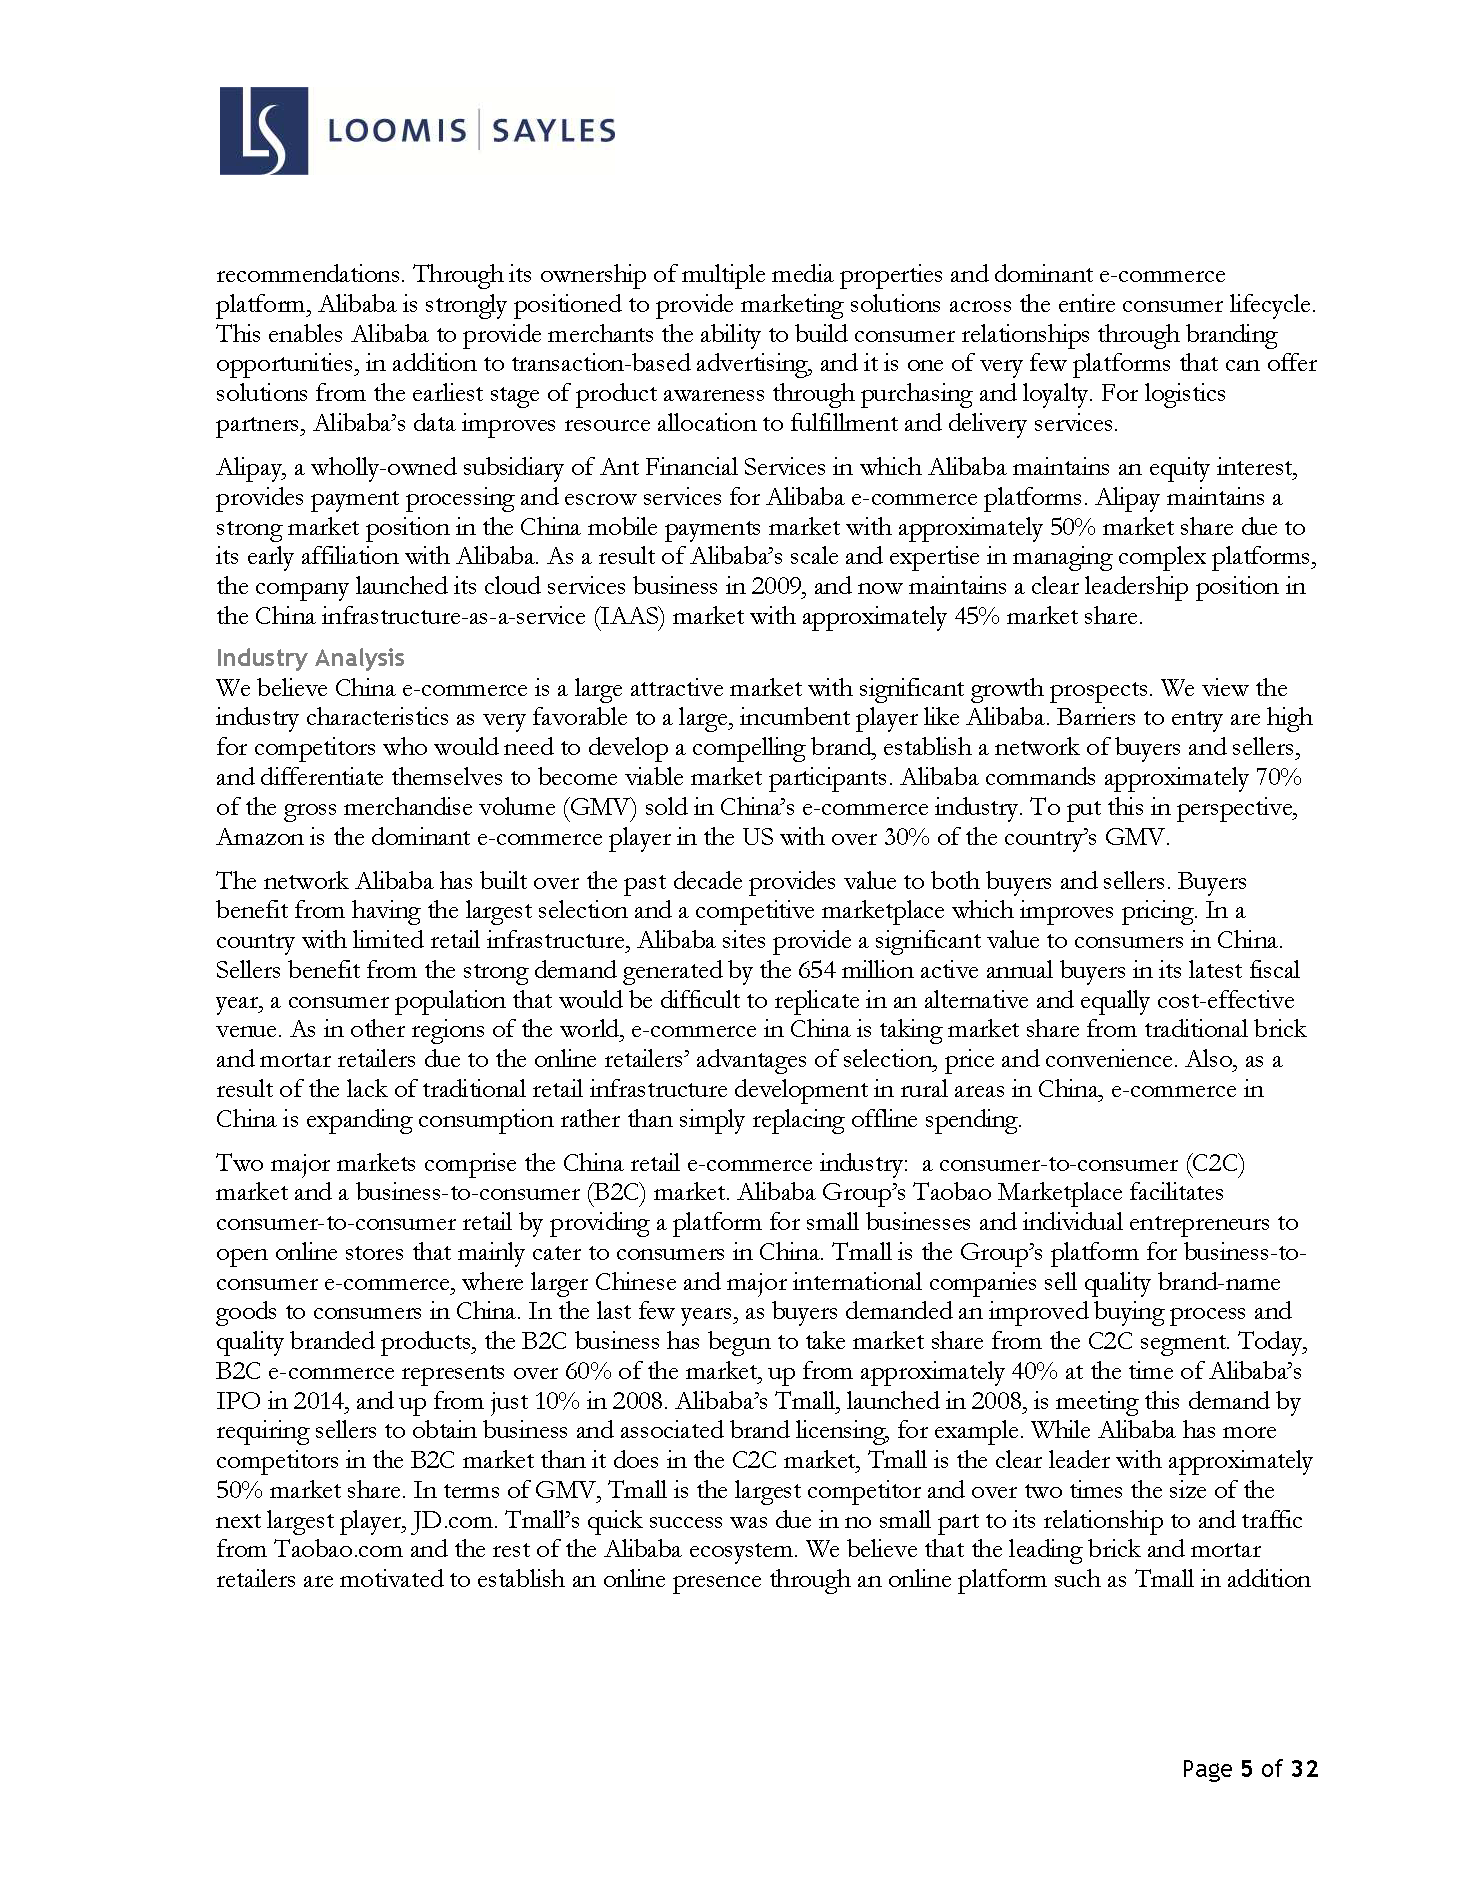 LS LOOMIS | SAYLES
recommendations. Through its ownership of multiple media properties and dominant e-commerce
platform, Alibaba is strongly positioned to provide marketing solutions across the entire consumer lifecycle.
This enables Alibaba to provide merchants the ability to build consumer relationships through branding
opportunities, in addition to transaction-based advertising, and it is one of very few platforms that can offer
solutions from the earliest stage of product awareness through purchasing and loyalty. For logistics
partners, Alibaba's data improves resource allocation to fulfillment and delivery services.
Alipay, a wholly-owned subsidiary of Ant Financial Services in which Alibaba maintains an equity interest,
provides payment processing and escrow services for Alibaba e-commerce platforms. Alipay maintains a
strong market position in the China mobile payments market with approximately 50% market share due to
its early affiliation with Alibaba. As a result of Alibaba's scale and expertise in managing complex platforms,
the company launched its cloud services business in 2009, and now maintains a clear leadership position in
the China infrastructure-as-a-service (IAAS) market with approximately 45% market share.
Industry Analysis
We believe China e-commerce is a large attractive market with significant growth prospects. We view the
industry characteristics as very favorable to a large, incumbent player like Alibaba. Barriers to entry are high
for competitors who would need to develop a compelling brand, establish a network of buyers and sellers,
and differentiate themselves to become viable market participants. Alibaba commands approximately 70%
of the gross merchandise volume (GMV) sold in China's e-commerce industry. To put this in perspective,
Amazon is the dominant e-commerce player in the US with over 30% of the country's GMV.
The network Alibaba has built over the past decade provides value to both buyers and sellers. Buyers
benefit from having the largest selection and a competitive marketplace which improves pricing. In a
country with limited retail infrastructure, Alibaba sites provide a significant value to consumers in China.
Sellers benefit from the strong demand generated by the 654 million active annual buyers in its latest fiscal
year, a consumer population that would be difficult to replicate in an alternative and equally cost-effective
venue. As in other regions of the world, e-commerce in China is taking market share from traditional brick
and mortar retailers due to the online retailers' advantages of selection, price and convenience. Also, as a
result of the lack of traditional retail infrastructure development in rural areas in China, e-commerce in
China is expanding consumption rather than simply replacing offline spending.
Two major markets comprise the China retail e-commerce industry:  a consumer-to-consumer (C2C)
market and a business-to-consumer (B2C) market. Alibaba Group's Taobao Marketplace facilitates
consumer-to-consumer retail by providing a platform for small businesses and individual entrepreneurs to
open online stores that mainly cater to consumers in China. Tmall is the Group's platform for business-to-
consumer e-commerce, where larger Chinese and major international companies sell quality brand-name
goods to consumers in China. In the last few years, as buyers demanded an improved buying process and
quality branded products, the B2C business has begun to take market share from the C2C segment. Today,
B2C e-commerce represents over 60% of the market, up from approximately 40% at the time of Alibaba's
IPO in 2014, and up from just 10% in 2008. Alibaba's Tmall, launched in 2008, is meeting this demand by
requiring sellers to obtain business and associated brand licensing, for example. While Alibaba has more
competitors in the B2C market than it does in the C2C market, Tmall is the clear leader with approximately
50% market share. In terms of GMV, Tmall is the largest competitor and over two times the size of the
next largest player, JD.com. Tmall's quick success was due in no small part to its relationship to and traffic
from Taobao.com and the rest of the Alibaba ecosystem. We believe that the leading brick and mortar
retailers are motivated to establish an online presence through an online platform such as Tmall in addition
Page 5 of 32